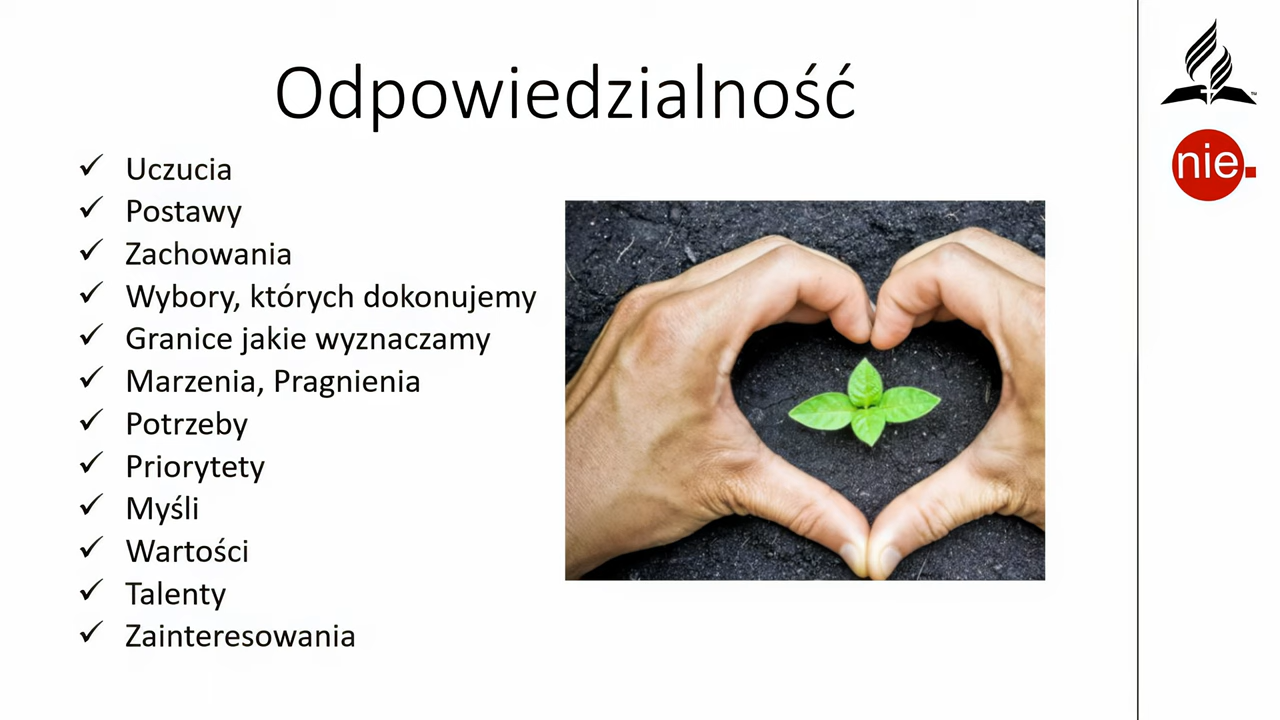 Odpowiedzialność
Uczucia
Postawy
Zachowania
Wybory, których dokonujemy
Granice jakie wyznaczamy
Marzenia, Pragnienia
Potrzeby
Priorytety
Myśli
Wartości
Talenty
Zainteresowania
nie.